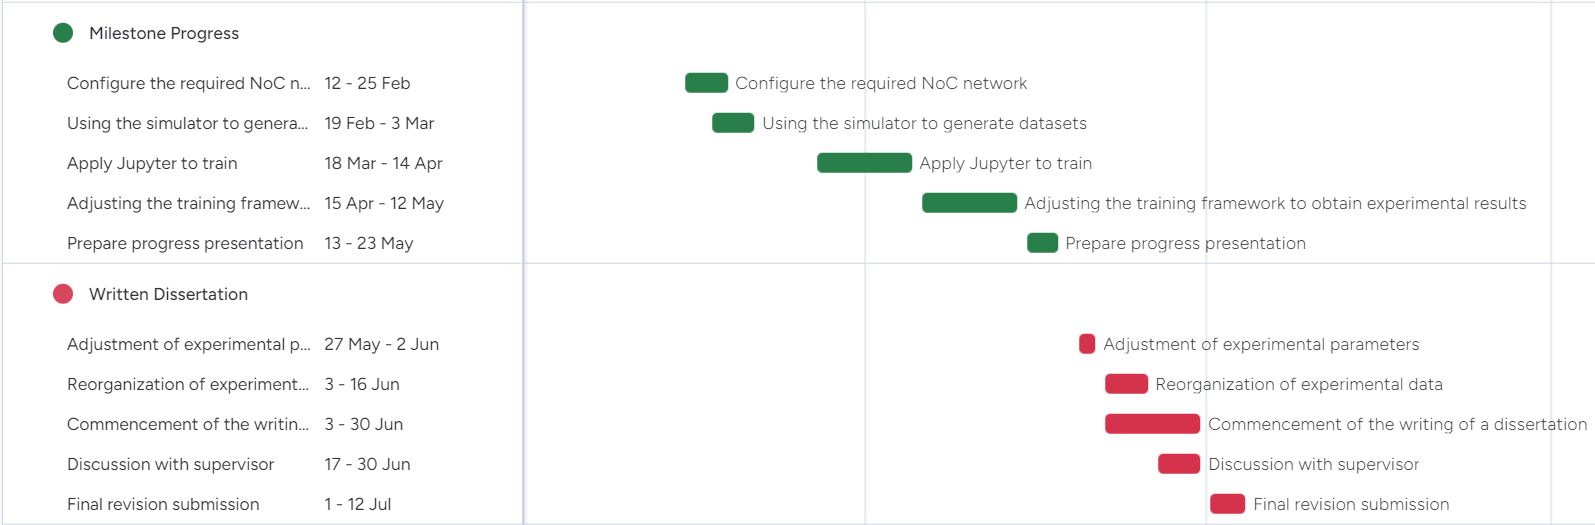 Milestone Progress
Configure the required NoC n... 12 - 25 Feb Configure the required NoC network
Using the simulator to genera... 19 Feb - 3 Mar Using the simulator to generate datasets
Apply Jupyter to train 18 Mar - 14 Apr Apply Jupyter to train
Adjusting the training framew... 15 Apr - 12 May Adjusting the training framework to obtain experimental results
Prepare progress presentation 13 - 23 May Prepare progress presentation
Written Dissertation
Adjustment of experimental p... 27 May - 2 Jun Adjustment of experimental parameters
Reorganization of experiment... 3 - 16 Jun Reorganization of experimental data
Commencement of the writin... 3 - 30 Jun Commencement of the writing of a dissertation
Discussion with supervisor 17 - 30 Jun Discussion with supervisor
Final revision submission 1 - 12 Jul Final revision submission